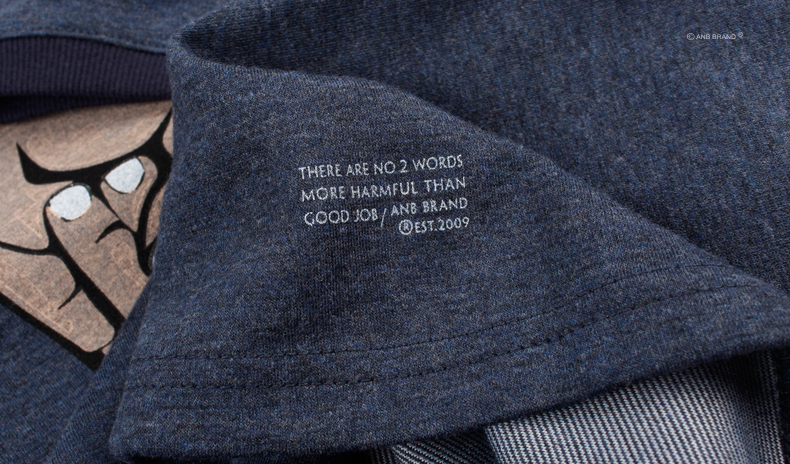 © ANB BRAND ®
THERE ARE NO 2 WORDS
MORE HARMFUL THAN
GOOD JOB / ANB BRAND
®EST.2009